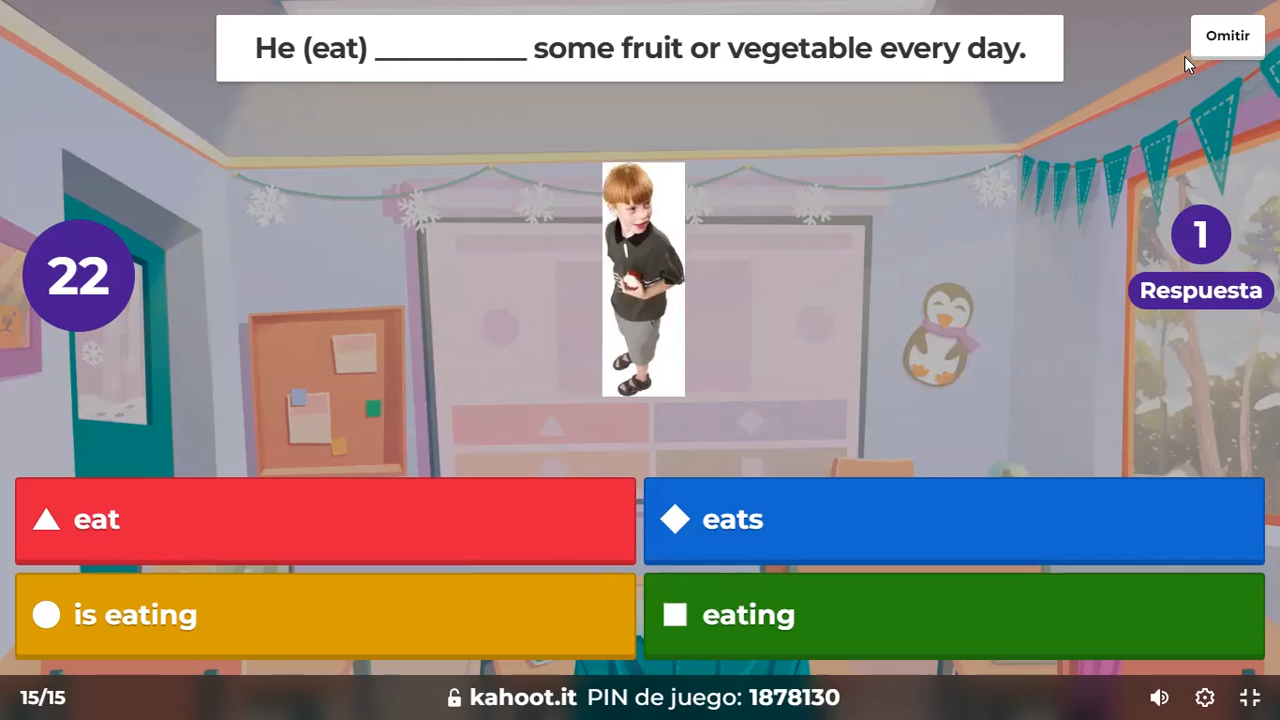 He (eat) ___________ some fruit or vegetable every day.
Omitir
22
1
Respuesta
eat
eats
is eating
eating
15/15
kahoot.it PIN de juego: 1878130